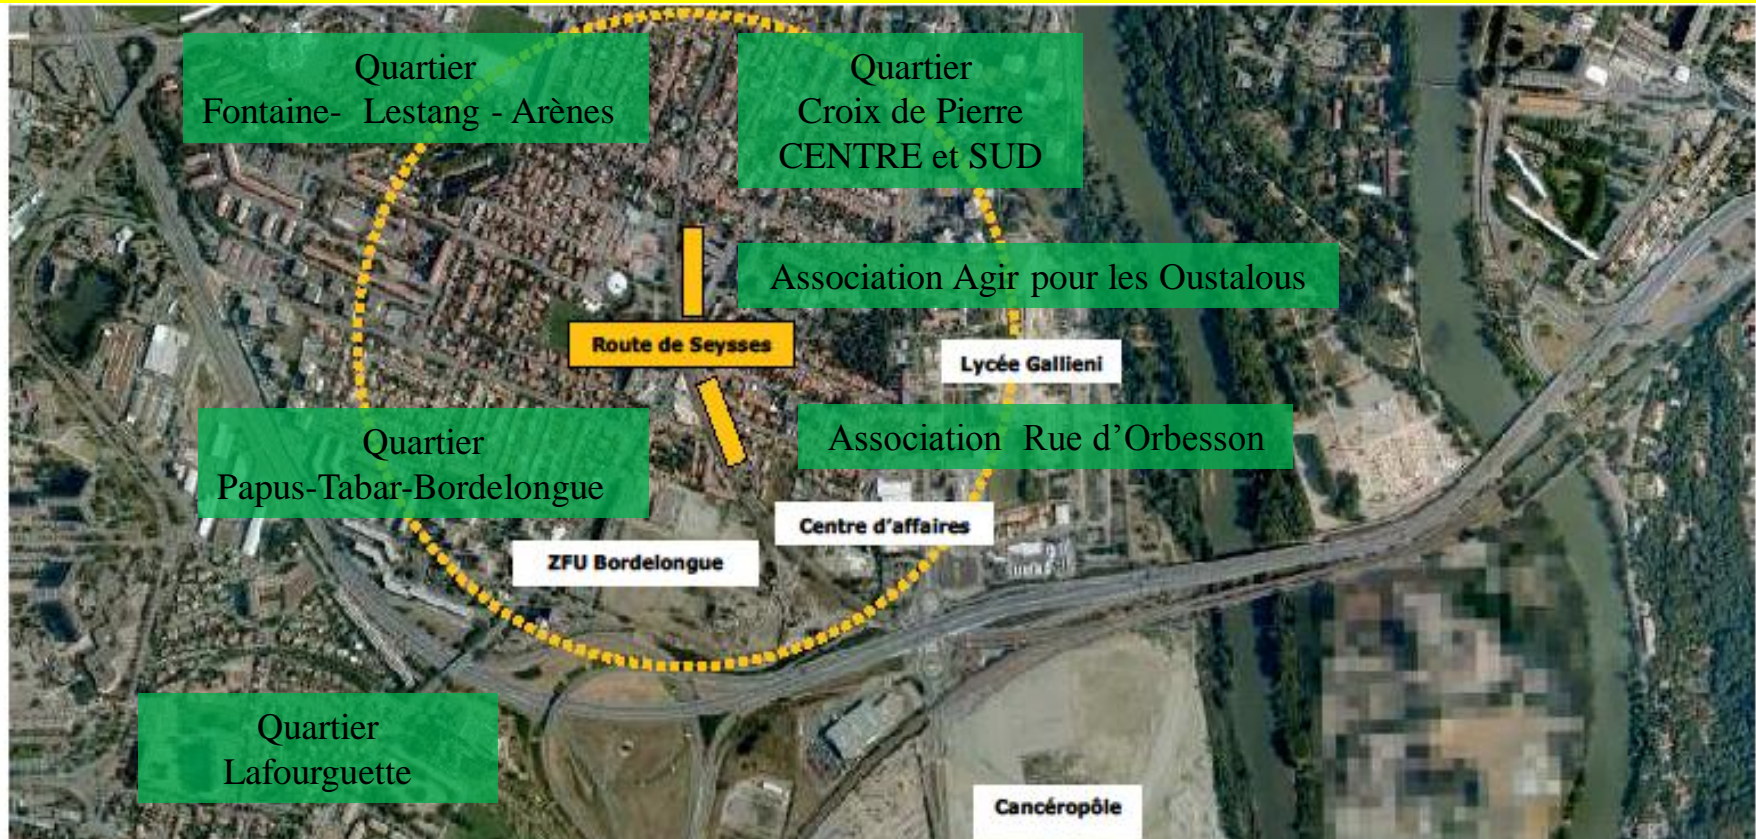 Quartier
Fontaine- Lestang - Arènes
Quartier
Croix de Pierre
CENTRE et SUD
Association Agir pour les Oustalous
Route de Seysses
Lycée Gallieni
Quartier
Papus-Tabar-Bordelongue
Association Rue d’Orbesson
Centre d’affaires
ZFU Bordelongue
Quartier
Lafourguette
Cancéropôle